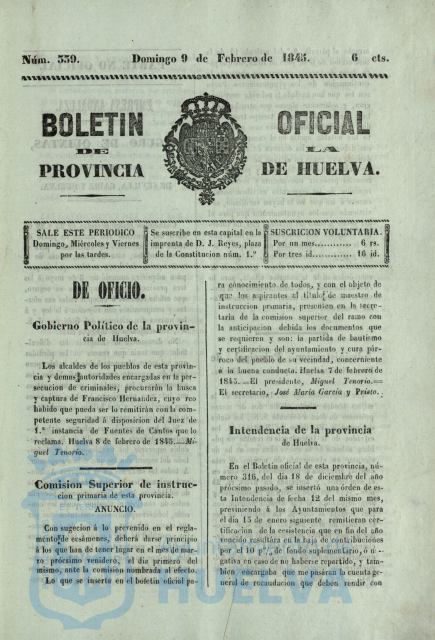 Núm. 339. Domingo 9 de Febrero de 1845. 6 cts.
BOLETIN OFICIAL
DE LA
PROVINCIA DE HUELVA.
SALE ESTE PERIODICO
Domingo, Miércoles y Viernes
por las tardes.
Se suscribe en esta capital en la
imprenta de D. J. Reyes, plaza
de la Constitucion núm. 1.º
SUSCRICION VOLUNTARIA.
Por un mes............ 6 rs.
Por tres id........... 16 id.
DE OFICIO.
Gobierno Político de la provin-
cia de Huelva.
Los alcaldes de los pueblos de esta provin-
cia y demas autoridades encargadas en la per-
secucion de criminales, procurarán la busca
y captura de Francisco Hernandez, cuyo reo
habido que pueda ser lo remitirán con la com-
petente seguridad á disposicion del Juez de
1.ª instancia de Fuentes de Cantos que lo
reclama. Huelva 8 de febrero de 1845.—Mi-
guel Tenorio.
Comision Superior de instruc-
cion primaria de esta provincia.
ANUNCIO.
Con sugecion á lo prevenido en el regla-
mento de ecsámenes, deberá darse principio
á los que han de tener lugar en el mes de mar-
zo prócsimo venidero, el dia primero del
mismo, ante la comision nombrada al efecto.
Lo que se inserta en el boletin oficial pa-
ra conocimiento de todos, y con el objeto de
que los aspirantes al título de maestro de
instruccion primaria, presenten en la secre-
taría de la comision superior del ramo con
la anticipacion debida los documentos que
se requieren y son: la partida de bautismo
y certificacion del ayuntamiento y cura pár-
roco del pueblo de su vecindad, concerniente
á la buena conducta. Huelva 7 de febrero de
1845.—El presidente, Miguel Tenorio.=
El secretario, José María García y Prieto.
Intendencia de la provincia
de Huelva.
En el Boletin oficial de esta provincia, nú-
mero 316, del dia 18 de diciembre del año
prócsimo pasado, se insertó una órden de es-
ta Intendencia de fecha 12 del mismo mes,
previniendo á los Ayuntamientos que para
el dia 15 de enero siguiente remitieran cer-
tificacion de la ecsistencia que en fin del año
vencido resultára en la baja de contribuciones
por el 10 p% de fondo suplementario, ó ne-
gativa en caso de no haberse repartido, y tam-
bien encargaba que me pasáran la cuenta ge-
neral de recaudacion que deben rendir con
HUELVA